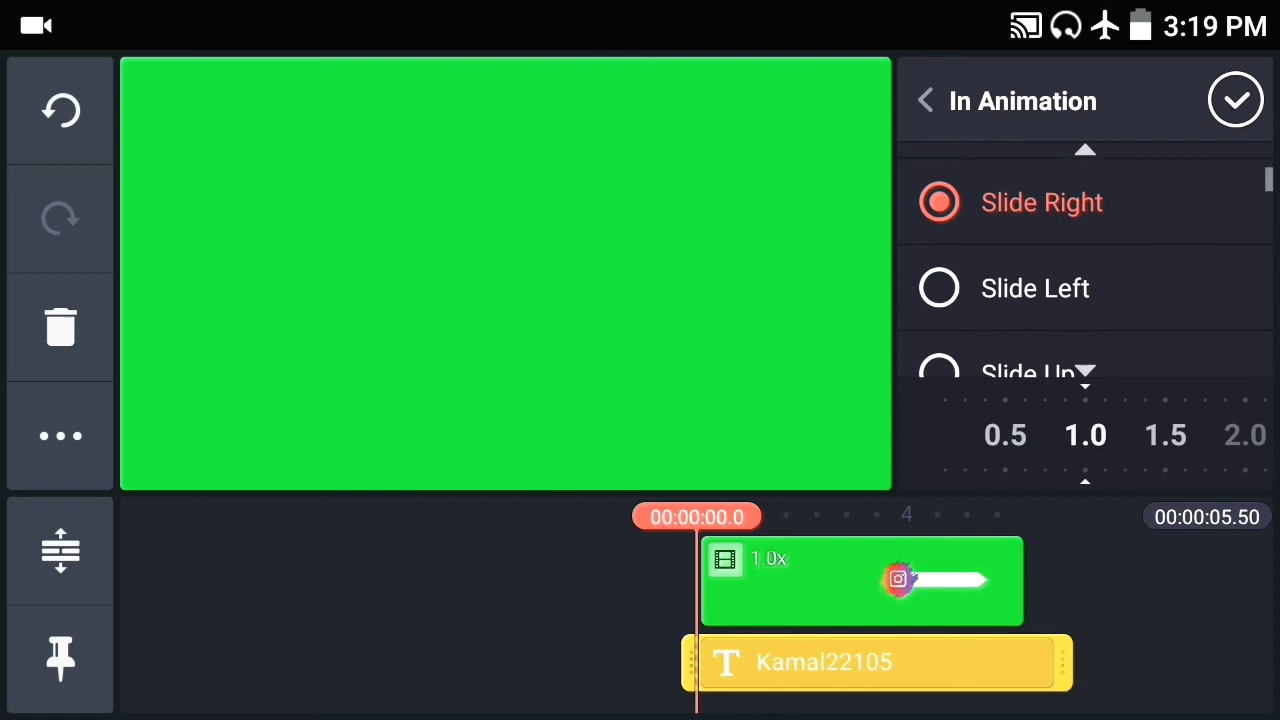 3:19 PM
In Animation
Slide Right
Slide Left
Slide Up
0.5 1.0 1.5 2.0
00:00:00.0 4 00:00:05.50
1.0x
T Kamal22105